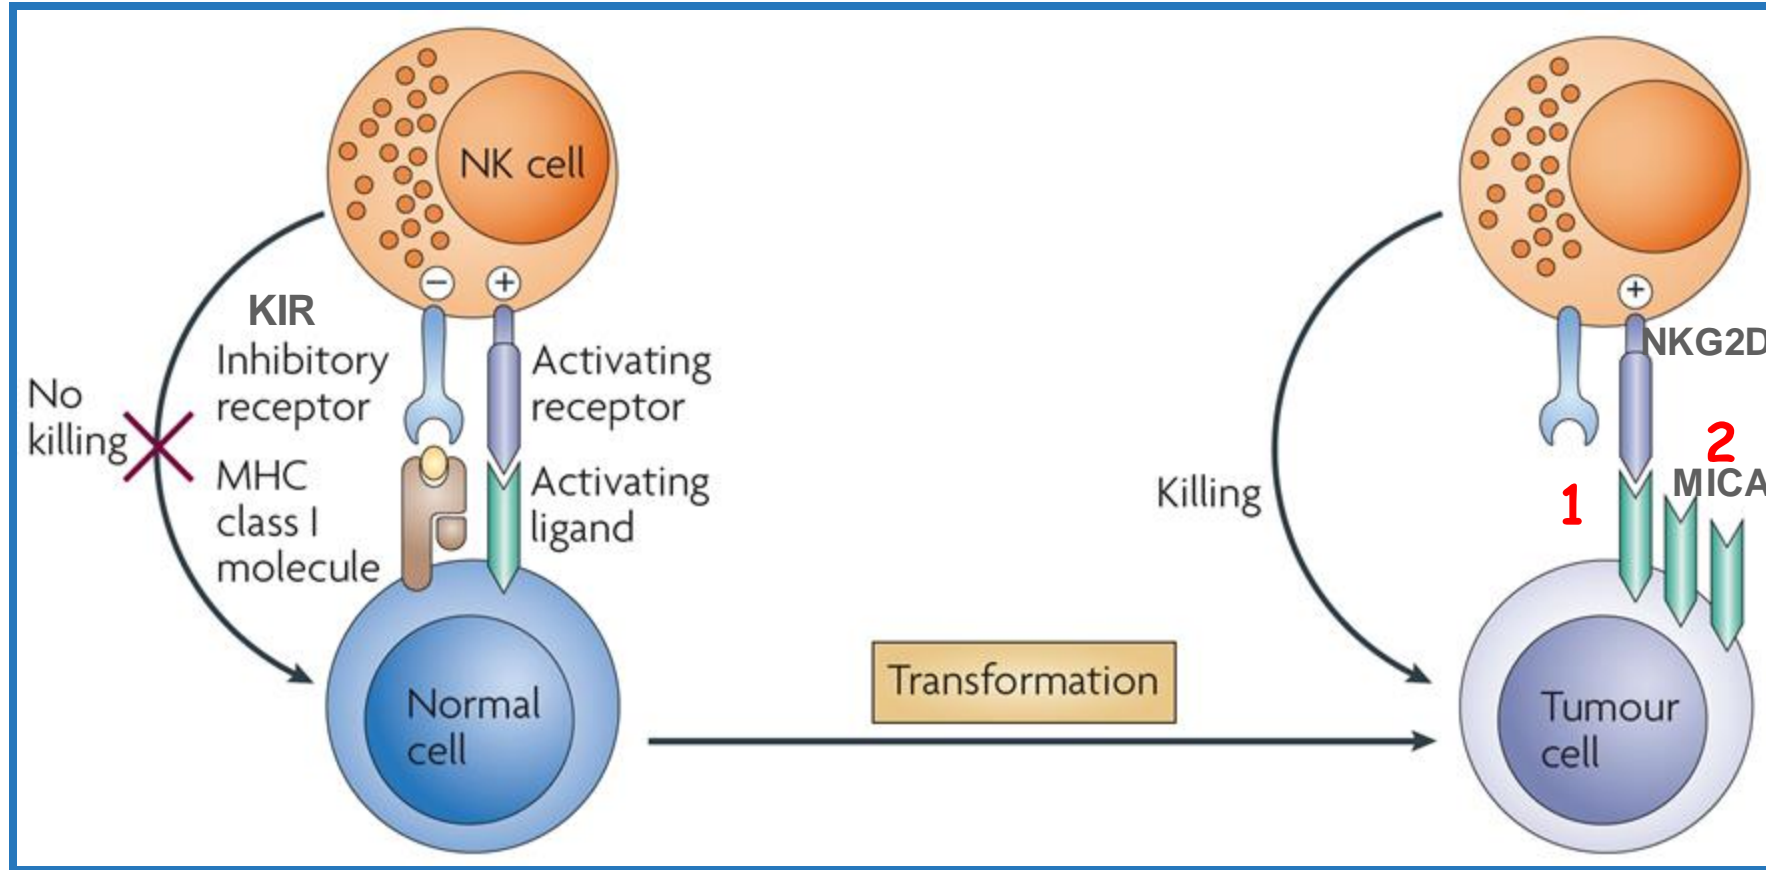 NK cell
−
+
KIR
Inhibitory
receptor
Activating
receptor
No
killing
MHC
class I
molecule
Activating
ligand
Normal
cell
Transformation
Killing
+
NKG2D
1
2
MICA
Tumour
cell